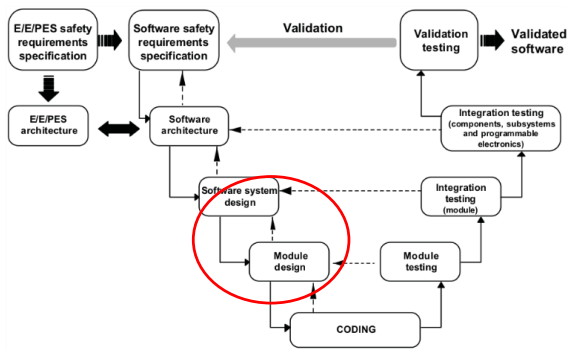 E/E/PES safety
requirements
specification
Software safety
requirements
specification
Validation
Validation
testing
Validated
software
E/E/PES
architecture
Software
architecture
Integration testing
(components, subsystems
and programmable
electronics)
Software system
design
Integration
testing
(module)
Module
design
Module
testing
CODING